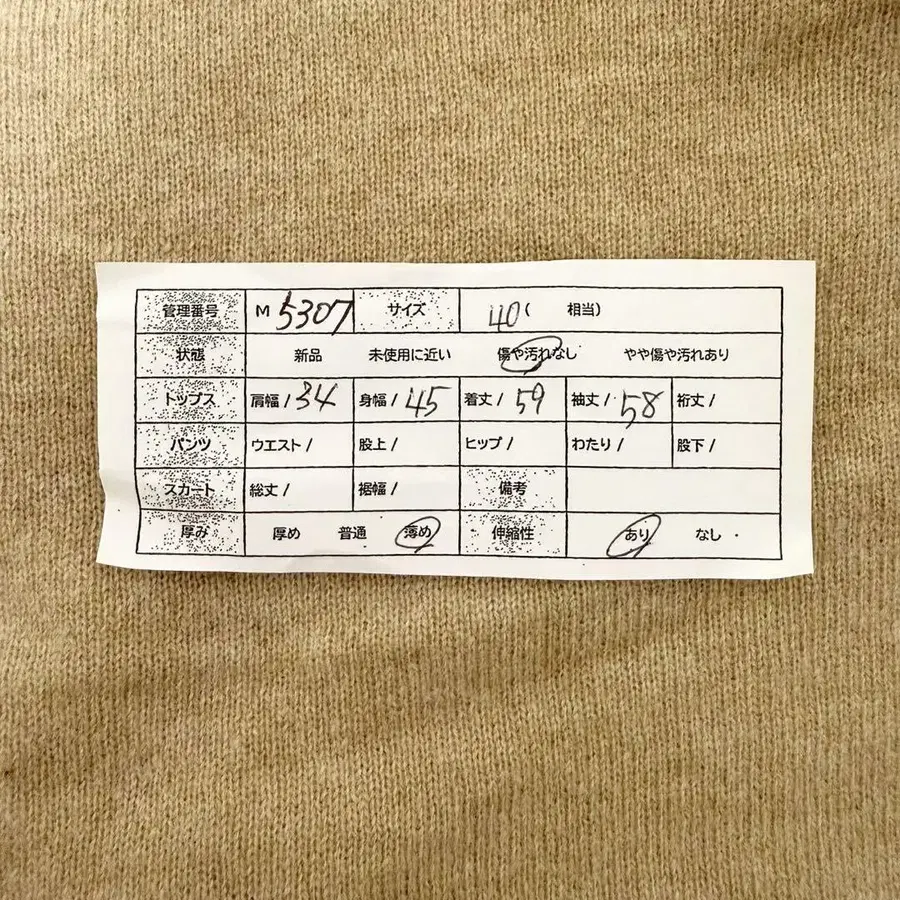 管理番号 M 5307 サイズ 40 ( 相当)
状態 新品 未使用に近い 傷や汚れなし やや傷や汚れあり
トップス 肩幅 / 34 身幅 / 45 着丈 / 59 袖丈 / 58 裄丈 /
パンツ ウエスト / 股上 / ヒップ / わたり / 股下 /
スカート 総丈 / 裾幅 / 備考
厚み 厚め 普通 薄め 伸縮性 あり なし